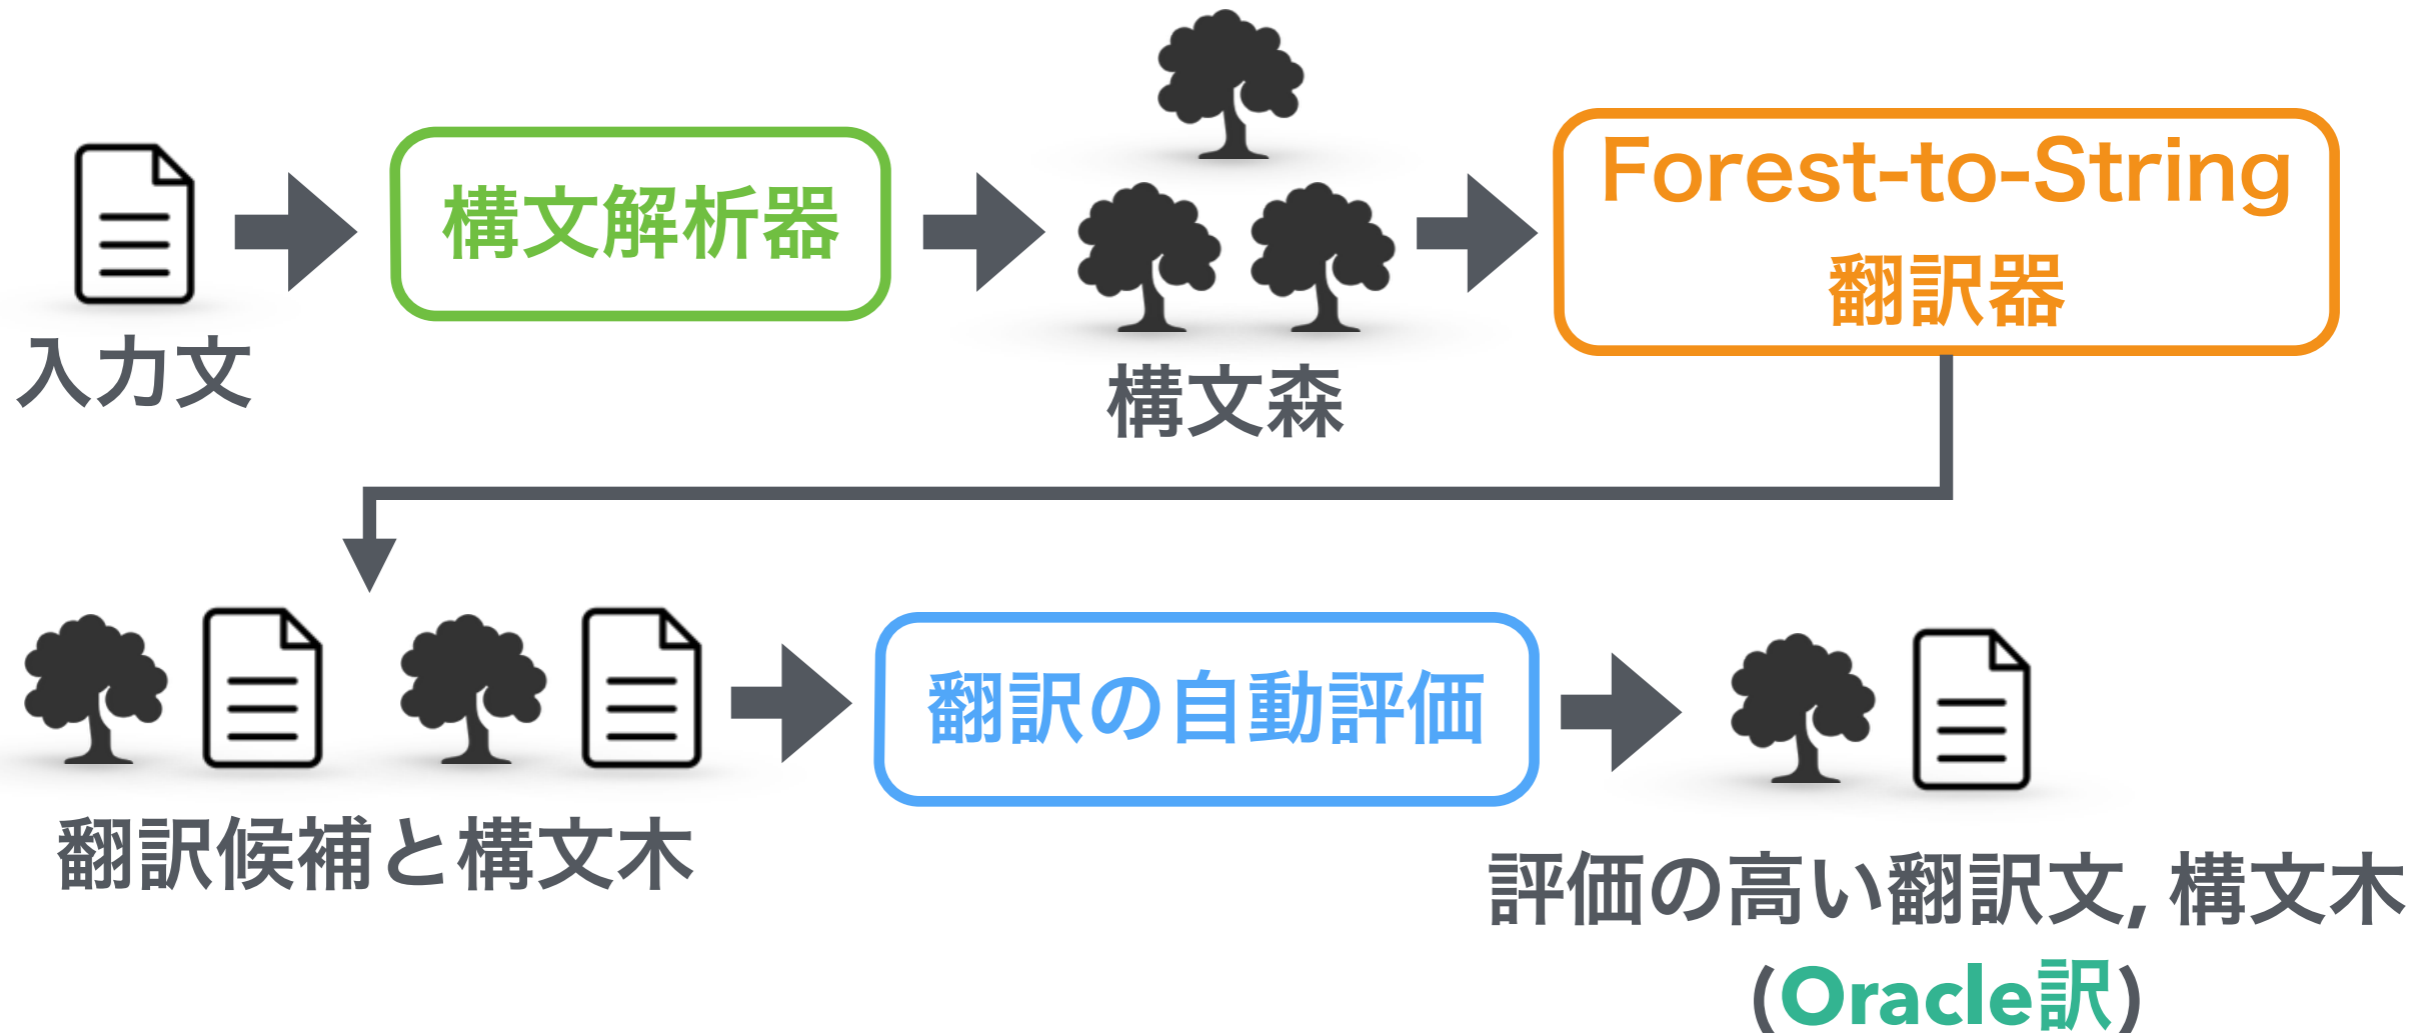 構文解析器
Forest-to-String
翻訳器
入力文
構文森
翻訳の自動評価
翻訳候補と構文木
評価の高い翻訳文, 構文木
(Oracle訳)